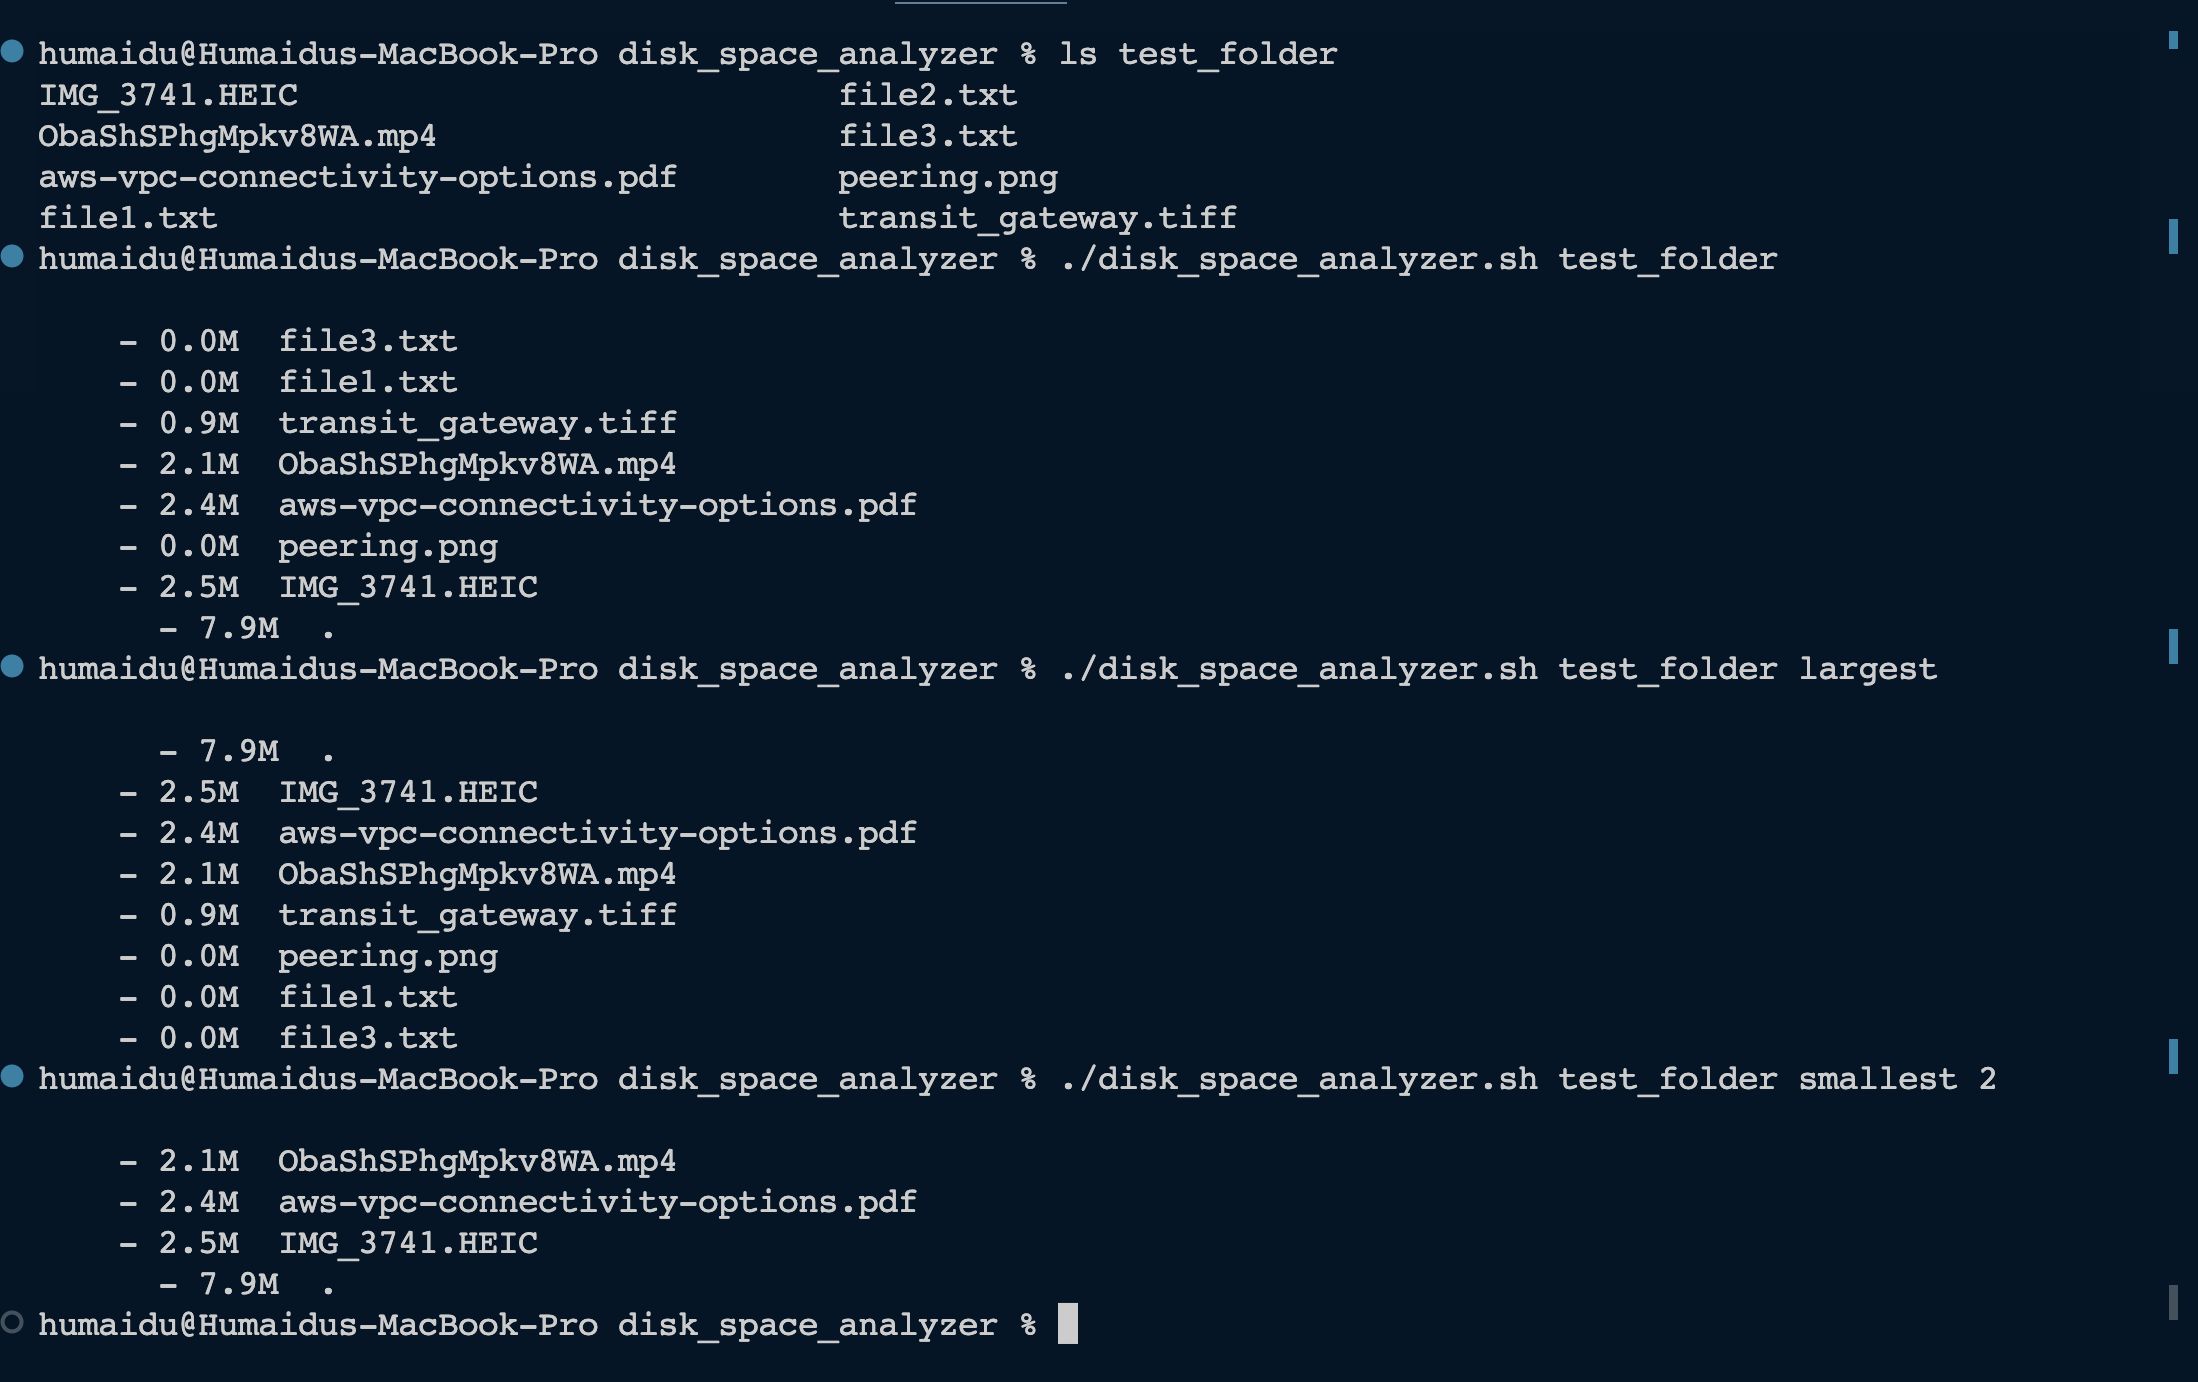 humaidu@Humaidus-MacBook-Pro disk_space_analyzer % ls test_folder
IMG_3741.HEIC                           file2.txt
ObaShSPhgMpkv8WA.mp4                    file3.txt
aws-vpc-connectivity-options.pdf        peering.png
file1.txt                               transit_gateway.tiff
humaidu@Humaidus-MacBook-Pro disk_space_analyzer % ./disk_space_analyzer.sh test_folder
    - 0.0M  file3.txt
    - 0.0M  file1.txt
    - 0.9M  transit_gateway.tiff
    - 2.1M  ObaShSPhgMpkv8WA.mp4
    - 2.4M  aws-vpc-connectivity-options.pdf
    - 0.0M  peering.png
    - 2.5M  IMG_3741.HEIC
      - 7.9M  .
humaidu@Humaidus-MacBook-Pro disk_space_analyzer % ./disk_space_analyzer.sh test_folder largest
      - 7.9M  .
    - 2.5M  IMG_3741.HEIC
    - 2.4M  aws-vpc-connectivity-options.pdf
    - 2.1M  ObaShSPhgMpkv8WA.mp4
    - 0.9M  transit_gateway.tiff
    - 0.0M  peering.png
    - 0.0M  file1.txt
    - 0.0M  file3.txt
humaidu@Humaidus-MacBook-Pro disk_space_analyzer % ./disk_space_analyzer.sh test_folder smallest 2
    - 2.1M  ObaShSPhgMpkv8WA.mp4
    - 2.4M  aws-vpc-connectivity-options.pdf
    - 2.5M  IMG_3741.HEIC
      - 7.9M  .
humaidu@Humaidus-MacBook-Pro disk_space_analyzer %